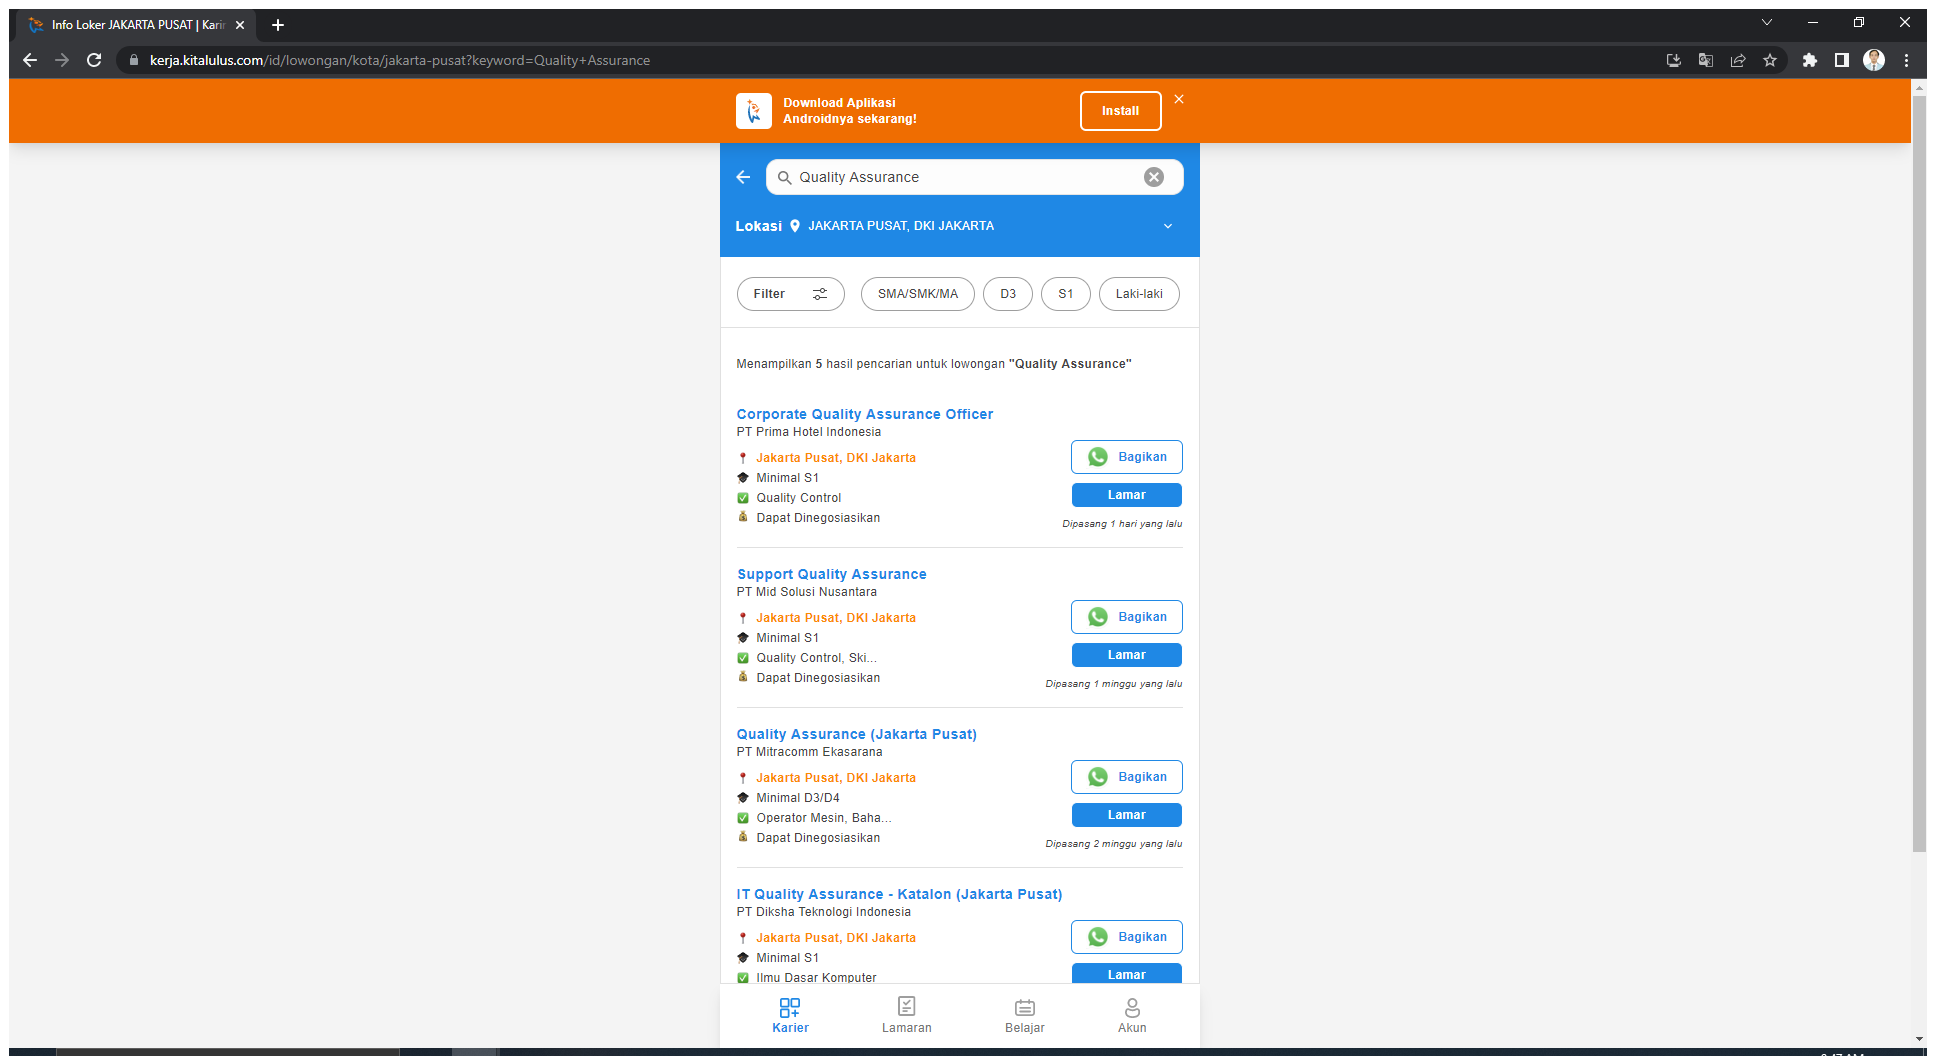 Info Loker JAKARTA PUSAT | Kari
kerja.kitalulus.com/id/lowongan/kota/jakarta-pusat?keyword=Quality+Assurance
Download Aplikasi
Androidnya sekarang!
Install
Quality Assurance
Lokasi JAKARTA PUSAT, DKI JAKARTA
Filter SMA/SMK/MA D3 S1 Laki-laki
Menampilkan 5 hasil pencarian untuk lowongan "Quality Assurance"
Corporate Quality Assurance Officer
PT Prima Hotel Indonesia
Jakarta Pusat, DKI Jakarta
Bagikan
Minimal S1
Quality Control
Lamar
Dapat Dinegosiasikan
Dipasang 1 hari yang lalu
Support Quality Assurance
PT Mid Solusi Nusantara
Jakarta Pusat, DKI Jakarta
Bagikan
Minimal S1
Quality Control, Ski...
Lamar
Dapat Dinegosiasikan
Dipasang 1 minggu yang lalu
Quality Assurance (Jakarta Pusat)
PT Mitracomm Ekasarana
Jakarta Pusat, DKI Jakarta
Bagikan
Minimal D3/D4
Operator Mesin, Baha...
Lamar
Dapat Dinegosiasikan
Dipasang 2 minggu yang lalu
IT Quality Assurance - Katalon (Jakarta Pusat)
PT Diksha Teknologi Indonesia
Jakarta Pusat, DKI Jakarta
Bagikan
Minimal S1
Ilmu Dasar Komputer
Lamar
Karier Lamaran Belajar Akun